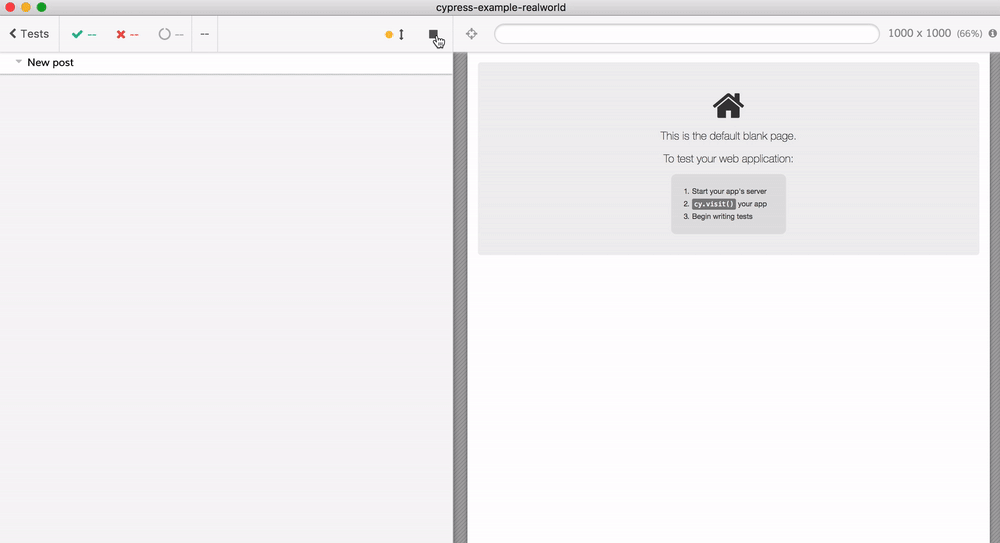 cypress-example-realworld
Tests -- -- -- --
1000 x 1000 (66%)
New post
This is the default blank page.
To test your web application:
1. Start your app's server
2. cy.visit() your app
3. Begin writing tests